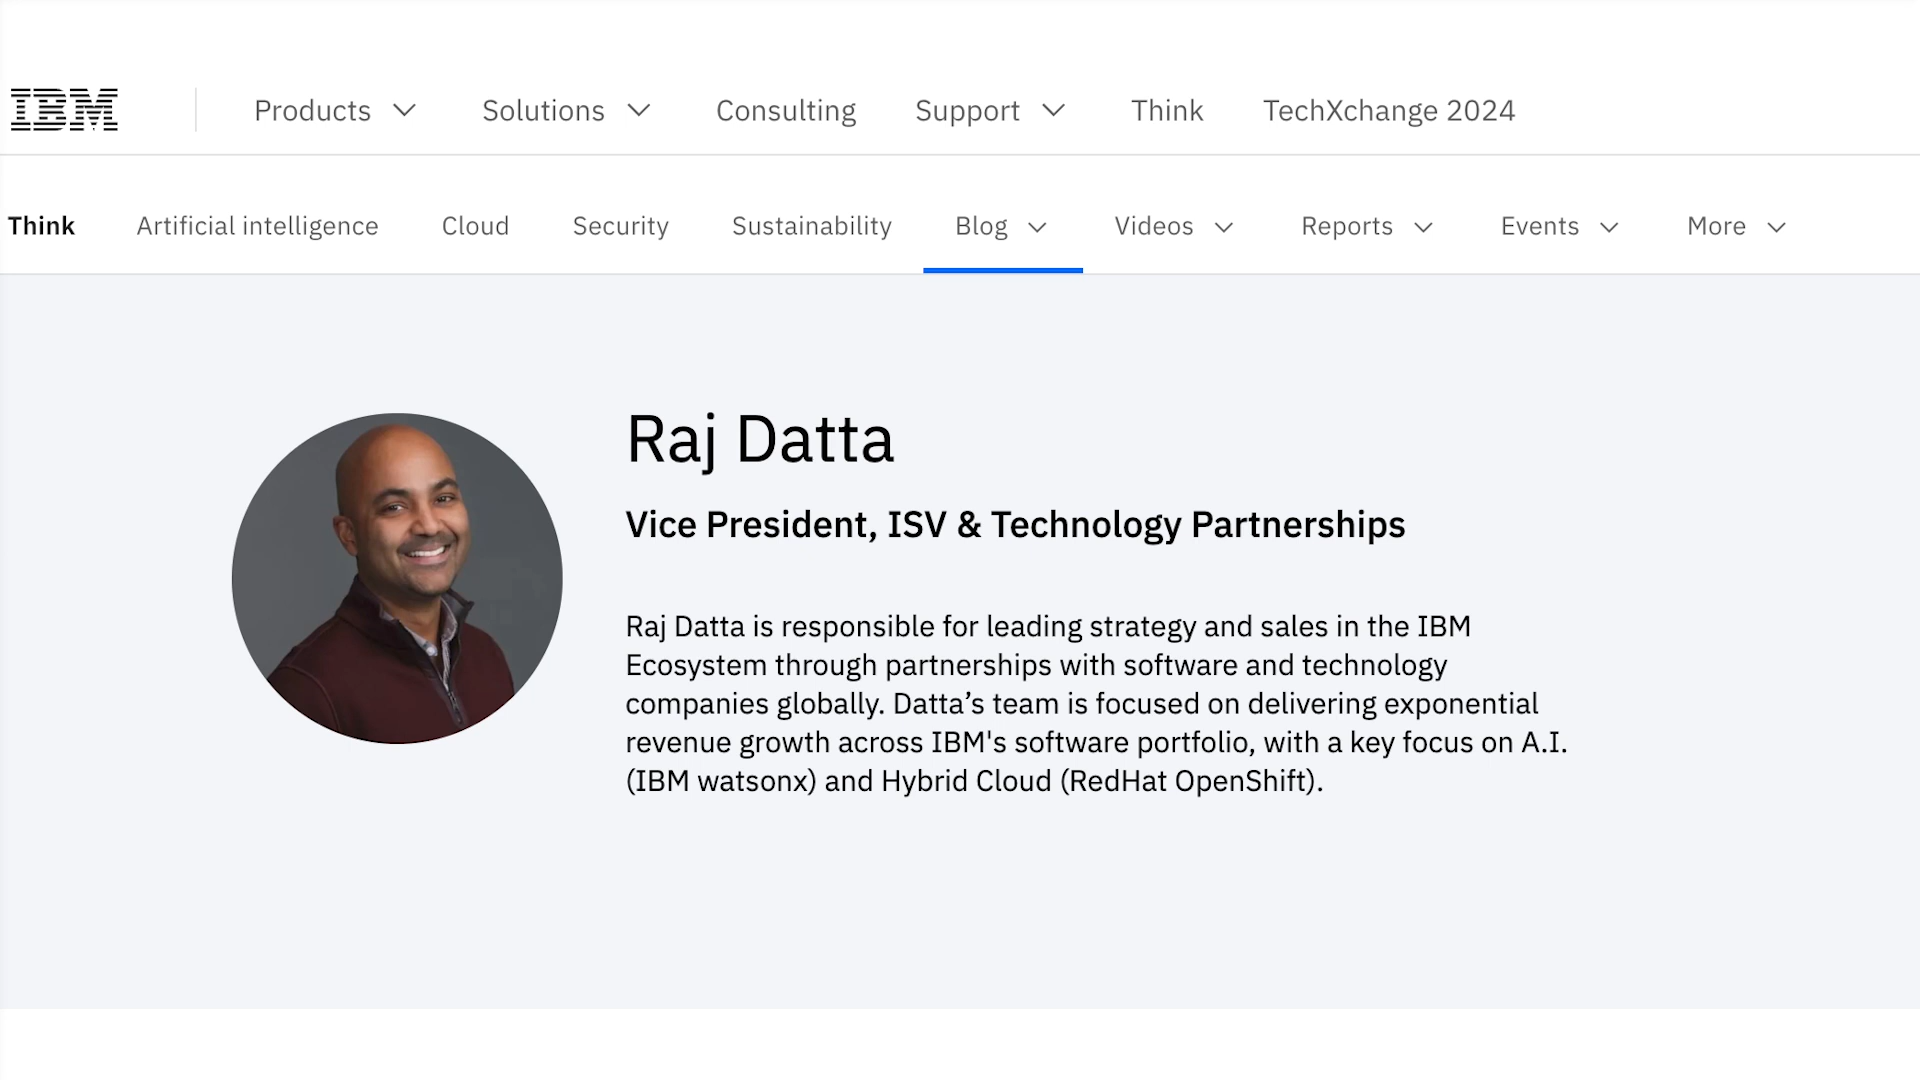 IBM Products Solutions Consulting Support Think TechXchange 2024
Think Artificial intelligence Cloud Security Sustainability Blog Videos Reports Events More
Raj Datta
Vice President, ISV & Technology Partnerships
Raj Datta is responsible for leading strategy and sales in the IBM
Ecosystem through partnerships with software and technology
companies globally. Datta’s team is focused on delivering exponential
revenue growth across IBM's software portfolio, with a key focus on A.I.
(IBM watsonx) and Hybrid Cloud (RedHat OpenShift).